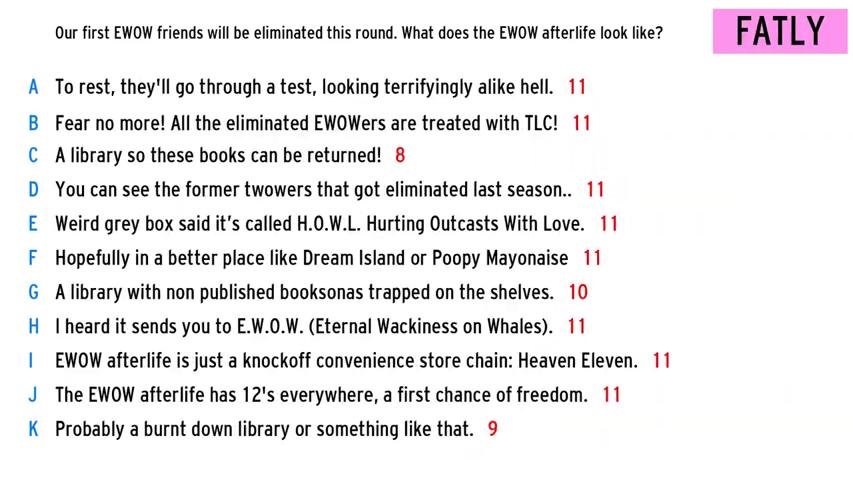 Our first EWOW friends will be eliminated this round. What does the EWOW afterlife look like?
FATLY
A To rest, they'll go through a test, looking terrifyingly alike hell. 11
B Fear no more! All the eliminated EWOWers are treated with TLC! 11
C A library so these books can be returned! 8
D You can see the former twowers that got eliminated last season.. 11
E Weird grey box said it's called H.O.W.L. Hurting Outcasts With Love. 11
F Hopefully in a better place like Dream Island or Poopy Mayonaise 11
G A library with non published booksonas trapped on the shelves. 10
H I heard it sends you to E.W.O.W. (Eternal Wackiness on Whales). 11
I EWOW afterlife is just a knockoff convenience store chain: Heaven Eleven. 11
J The EWOW afterlife has 12's everywhere, a first chance of freedom. 11
K Probably a burnt down library or something like that. 9